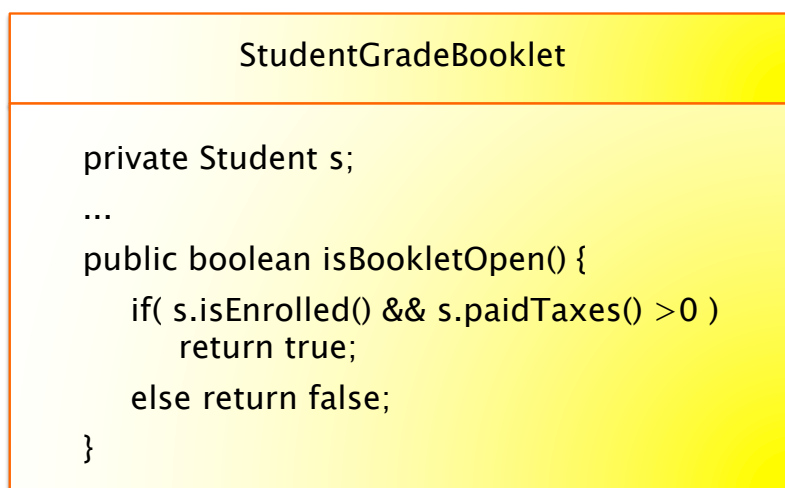 StudentGradeBooklet
private Student s;
...
public boolean isBookletOpen() {
if( s.isEnrolled() && s.paidTaxes() >0 )
return true;
else return false;
}